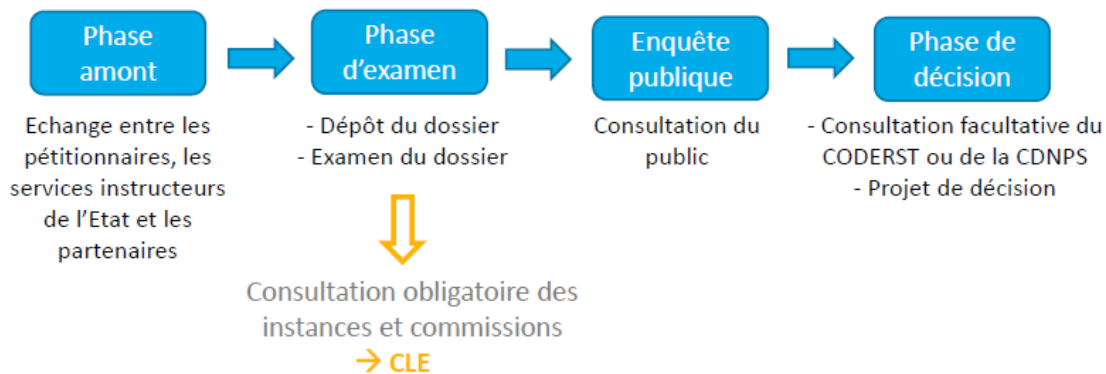 Phase
amont
Echange entre les
pétitionnaires, les
services instructeurs
de l'Etat et les
partenaires
Phase
d'examen
- Dépôt du dossier
- Examen du dossier
Consultation obligatoire des
instances et commissions
→ CLE
Enquête
publique
Consultation du
public
Phase de
décision
- Consultation facultative du
CODERST ou de la CDNPS
- Projet de décision